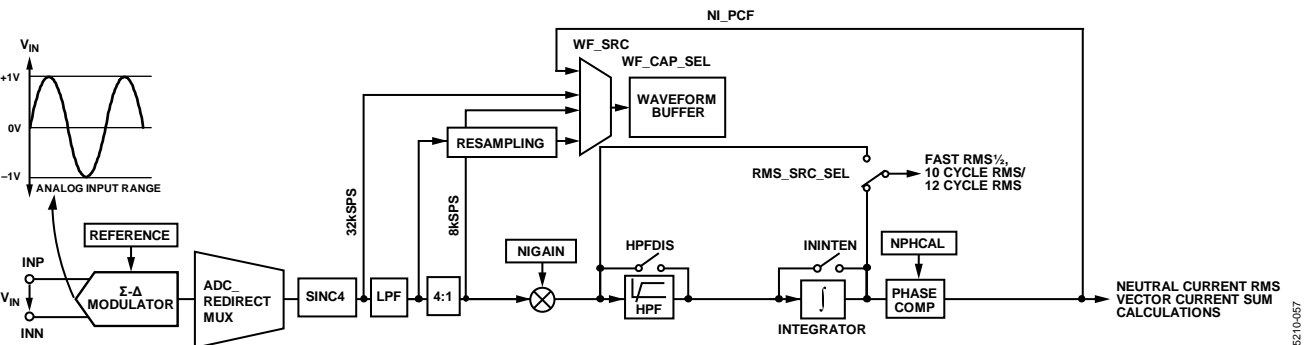 NI_PCF
WF_SRC
WF_CAP_SEL
WAVEFORM
BUFFER
RESAMPLING
VIN
+1V
0V
–1V
ANALOG INPUT RANGE
RMS_SRC_SEL
FAST RMS½,
10 CYCLE RMS/
12 CYCLE RMS
32kSPS
8kSPS
REFERENCE
NIGAIN
HPFDIS
ININTEN
NPHCAL
INP
VIN
INN
Σ-Δ
MODULATOR
ADC_
REDIRECT
MUX
SINC4
LPF
4:1
HPF
∫
INTEGRATOR
PHASE
COMP
NEUTRAL CURRENT RMS
VECTOR CURRENT SUM
CALCULATIONS
5210-057